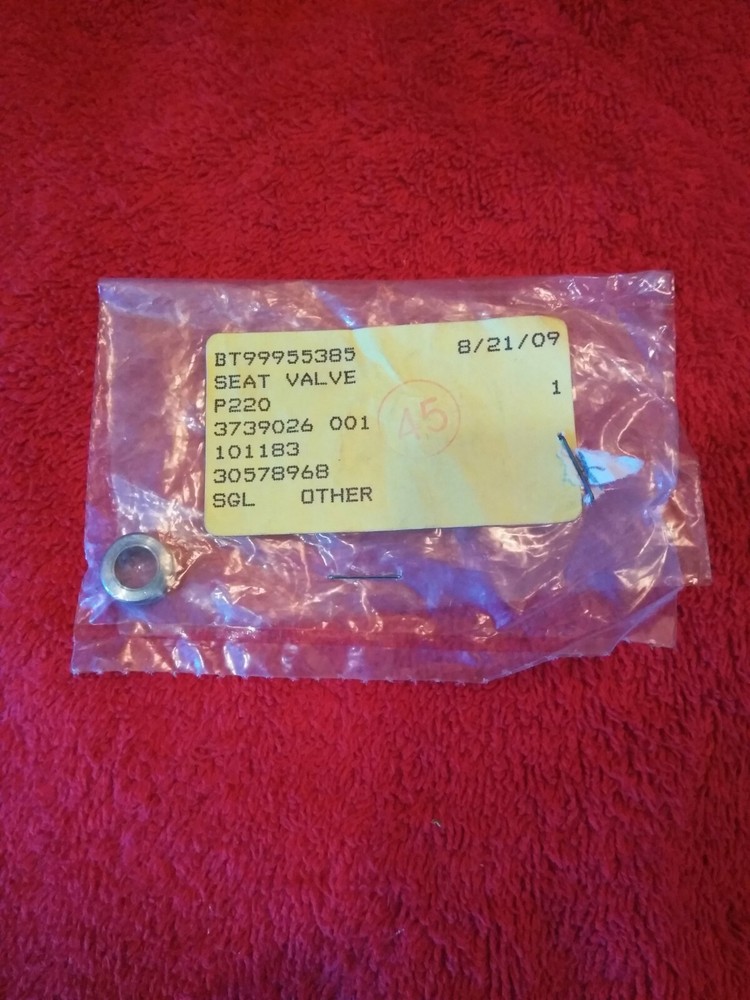 BT99955385 8/21/09
SEAT VALVE
1
P220
3739026 001
45
101183
30578968
SGL OTHER